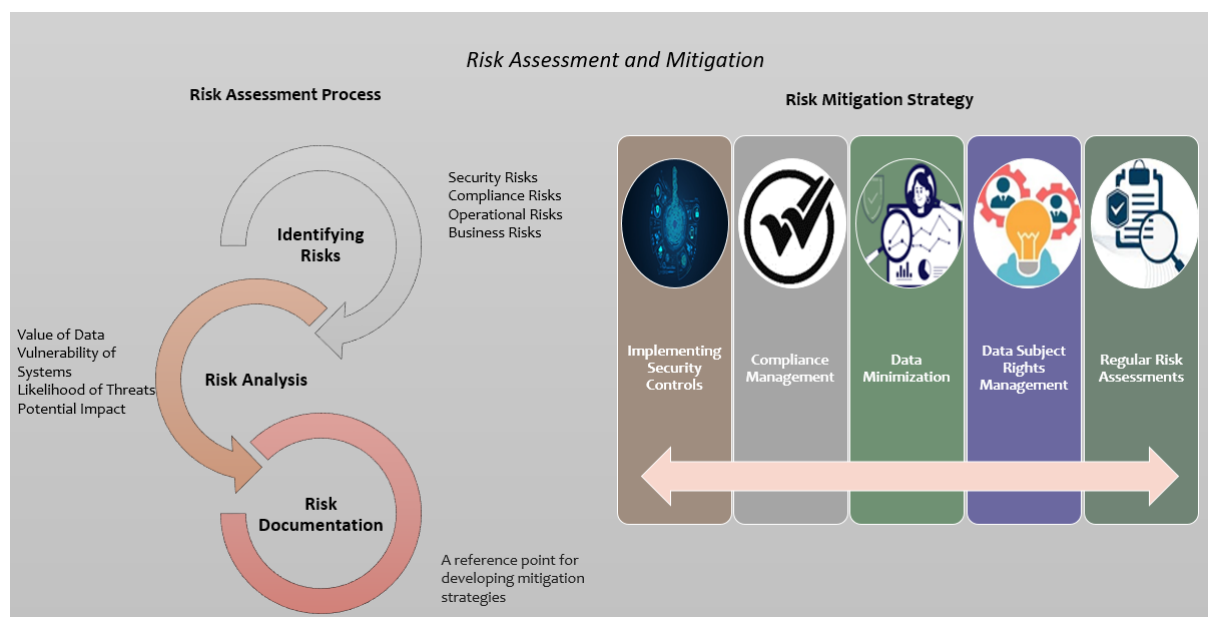 Risk Assessment and Mitigation
Risk Assessment Process
Security Risks
Compliance Risks
Operational Risks
Business Risks
Identifying
Risks
Value of Data
Vulnerability of
Systems
Likelihood of Threats
Potential Impact
Risk Analysis
Risk
Documentation
A reference point for
developing mitigation
strategies
Risk Mitigation Strategy
Implementing
Security
Controls
Compliance
Management
Data
Minimization
Data Subject
Rights
Management
Regular Risk
Assessments